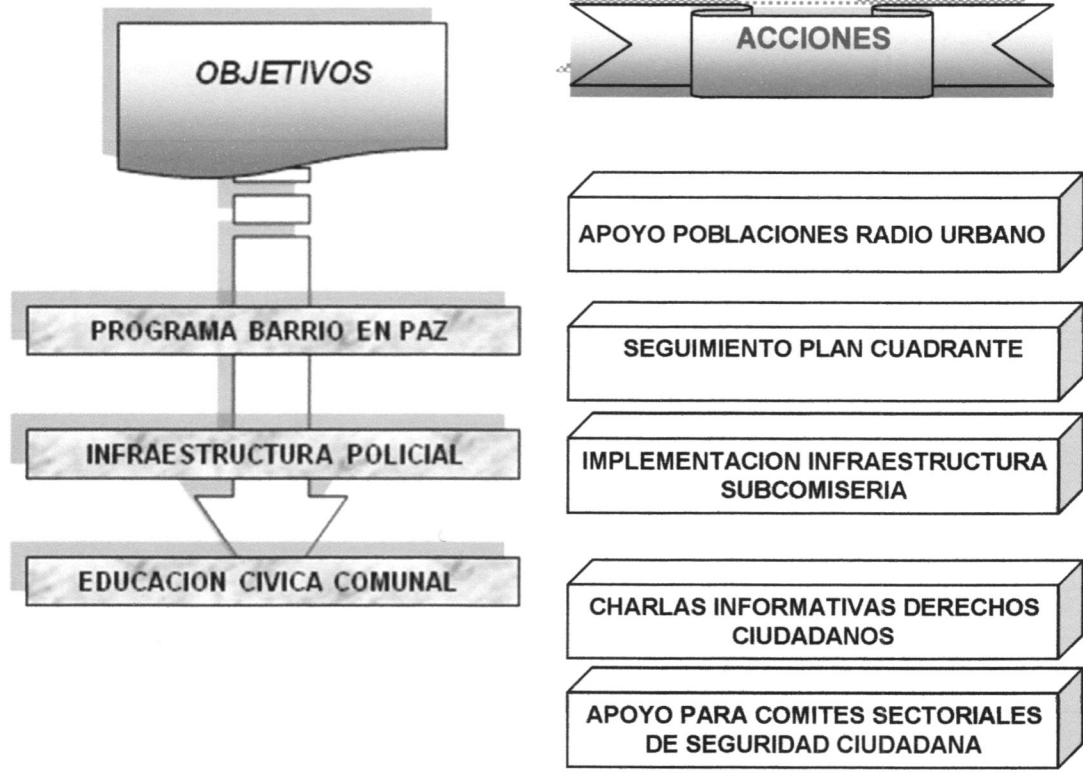 OBJETIVOS
PROGRAMA BARRIO EN PAZ
INFRAESTRUCTURA POLICIAL
EDUCACION CIVICA COMUNAL
ACCIONES
APOYO POBLACIONES RADIO URBANO
SEGUIMIENTO PLAN CUADRANTE
IMPLEMENTACION INFRAESTRUCTURA
SUBCOMISERIA
CHARLAS INFORMATIVAS DERECHOS
CIUDADANOS
APOYO PARA COMITES SECTORIALES
DE SEGURIDAD CIUDADANA